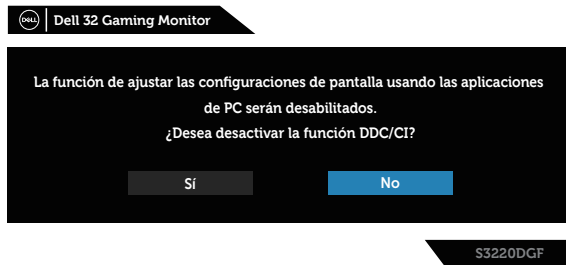 DELL Dell 32 Gaming Monitor
La función de ajustar las configuraciones de pantalla usando las aplicaciones
de PC serán desabilitados.
¿Desea desactivar la función DDC/CI?
Sí No
S3220DGF